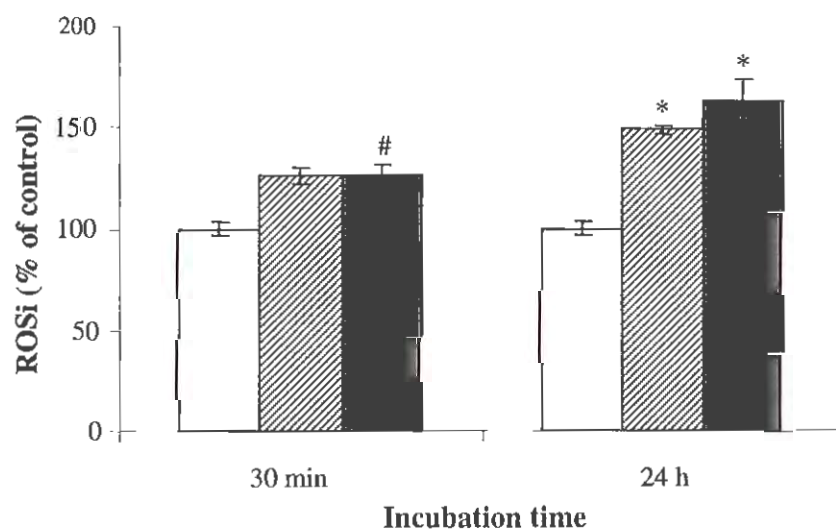 200
*
*
150
#
100
50
0
ROSi (% of control)
30 min 24 h
Incubation time